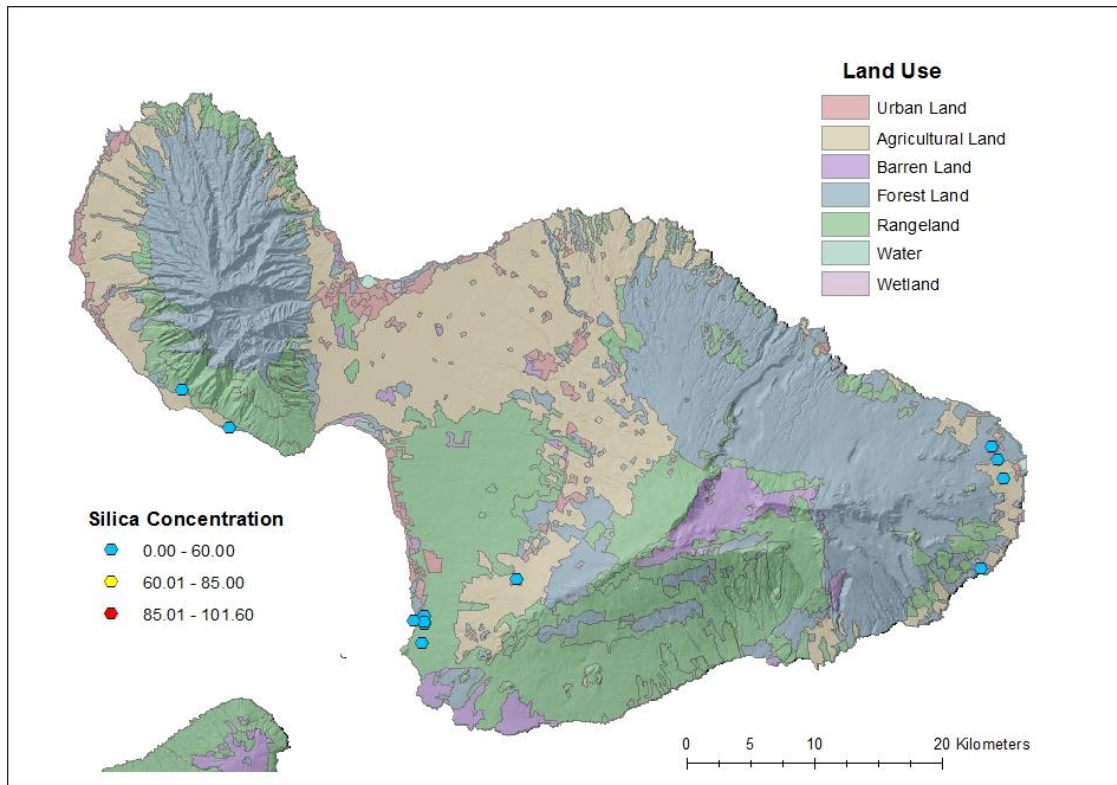 Land Use
Urban Land
Agricultural Land
Barren Land
Forest Land
Rangeland
Water
Wetland
Silica Concentration
0.00 - 60.00
60.01 - 85.00
85.01 - 101.60
0 5 10 20 Kilometers